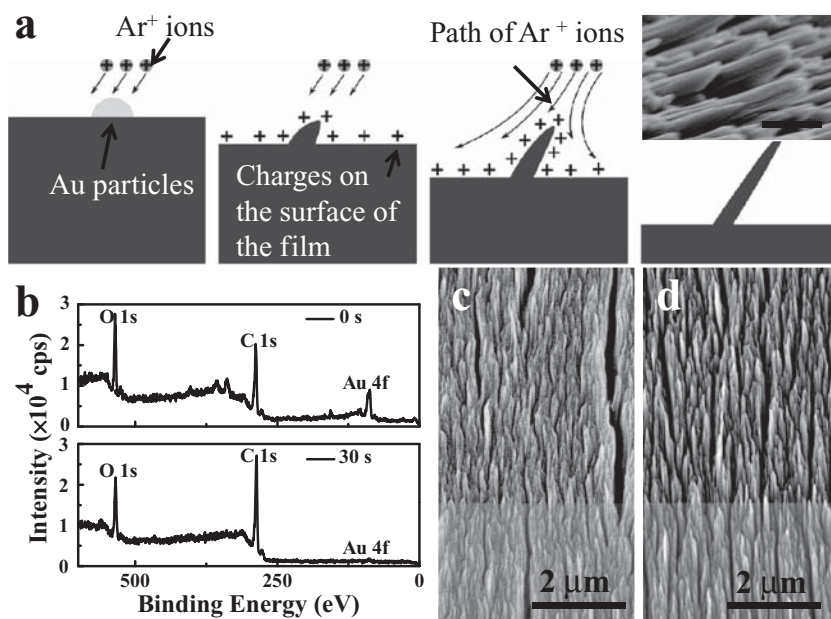 a
Ar⁺ ions
Au particles
Charges on
the surface of
the film
Path of Ar⁺ ions
b
3
2
1
0
O 1s
C 1s
Au 4f
0 s
3
2
1
0
O 1s
C 1s
Au 4f
30 s
500
250
0
Intensity (×10⁴ cps)
Binding Energy (eV)
c
2 μm
d
2 μm